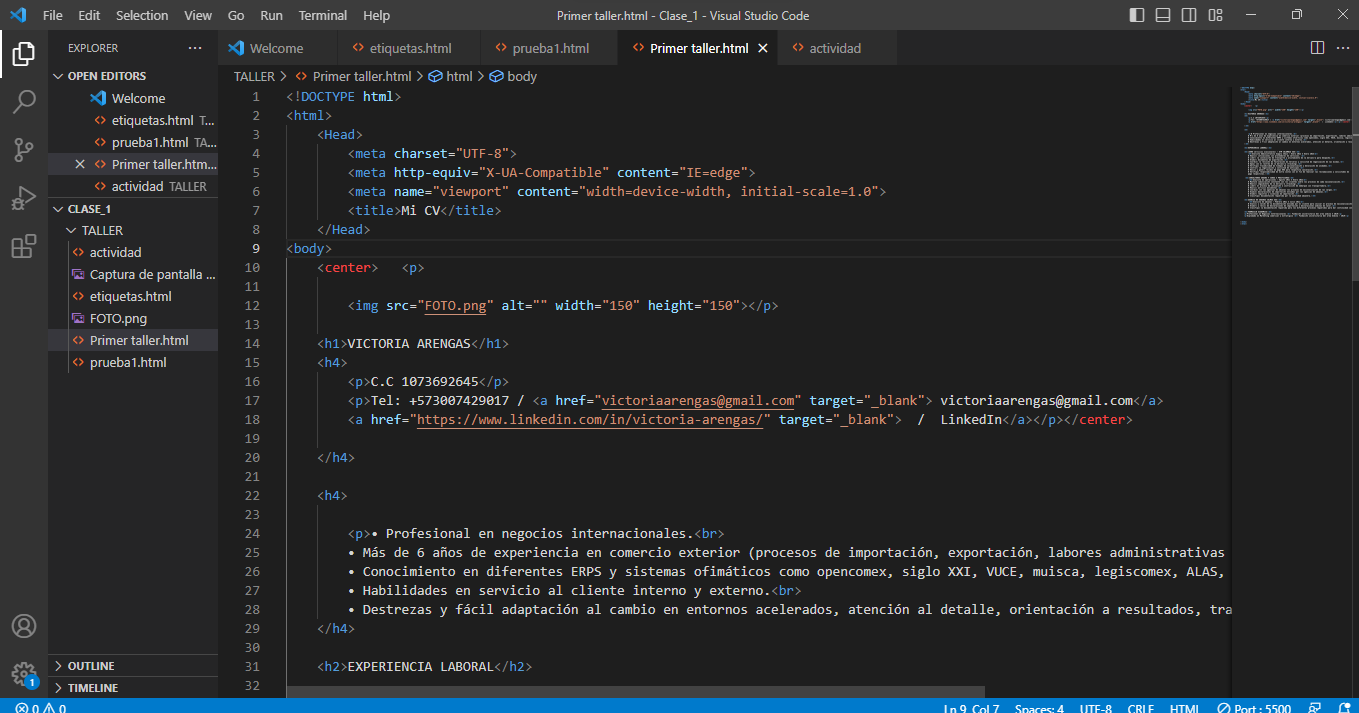 File Edit Selection View Go Run Terminal Help Primer taller.html - Clase_1 - Visual Studio Code
EXPLORER ···
Welcome <> etiquetas.html <> prueba1.html <> Primer taller.html <> actividad
OPEN EDITORS
Welcome
<> etiquetas.html T...
<> prueba1.html TA...
<> Primer taller.htm...
<> actividad TALLER
CLASE_1
TALLER
<> actividad
Captura de pantalla ...
<> etiquetas.html
FOTO.png
<> Primer taller.html
<> prueba1.html
OUTLINE
TIMELINE
1
TALLER > <> Primer taller.html > html > body
1 <!DOCTYPE html>
2 <html>
3 <Head>
4 <meta charset="UTF-8">
5 <meta http-equiv="X-UA-Compatible" content="IE=edge">
6 <meta name="viewport" content="width=device-width, initial-scale=1.0">
7 <title>Mi CV</title>
8 </Head>
9 <body>
10 <center> <p>
11
12 <img src="FOTO.png" alt="" width="150" height="150"></p>
13
14 <h1>VICTORIA ARENGAS</h1>
15 <h4>
16 <p>C.C 1073692645</p>
17 <p>Tel: +573007429017 / <a href="victoriaarengas@gmail.com" target="_blank"> victoriaarengas@gmail.com</a>
18 <a href="https://www.linkedin.com/in/victoria-arengas/" target="_blank"> / LinkedIn</a></p></center>
19
20 </h4>
21
22 <h4>
23
24 <p>• Profesional en negocios internacionales.<br>
25 • Más de 6 años de experiencia en comercio exterior (procesos de importación, exportación, labores administrativas
26 • Conocimiento en diferentes ERPS y sistemas ofimáticos como opencomex, siglo XXI, VUCE, muisca, legiscomex, ALAS,
27 • Habilidades en servicio al cliente interno y externo.<br>
28 • Destrezas y fácil adaptación al cambio en entornos acelerados, atención al detalle, orientación a resultados, tra
29 </h4>
30
31 <h2>EXPERIENCIA LABORAL</h2>
32
0 0 Ln 9, Col 7 Spaces: 4 UTF-8 CRLF HTML Port : 5500